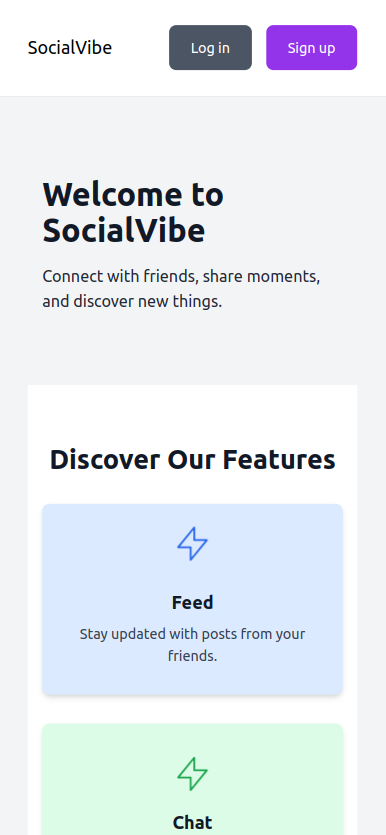 SocialVibe
Log in
Sign up
Welcome to
SocialVibe
Connect with friends, share moments,
and discover new things.
Discover Our Features
Feed
Stay updated with posts from your
friends.
Chat